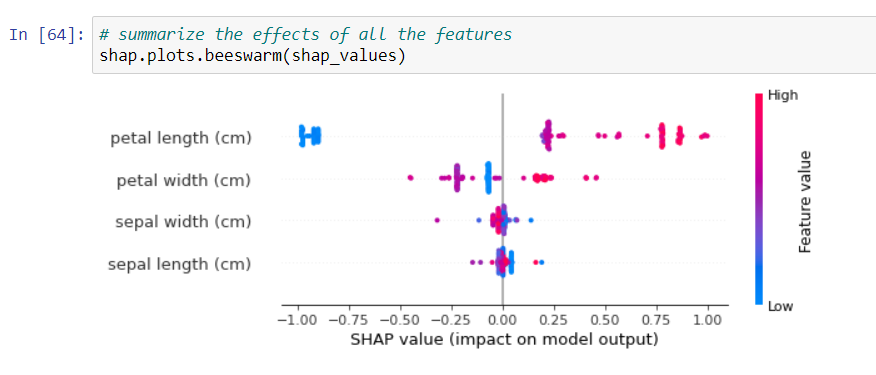 In [64]: # summarize the effects of all the features
shap.plots.beeswarm(shap_values)
High
petal length (cm)
petal width (cm)
sepal width (cm)
sepal length (cm)
Feature value
Low
−1.00 −0.75 −0.50 −0.25 0.00 0.25 0.50 0.75 1.00
SHAP value (impact on model output)